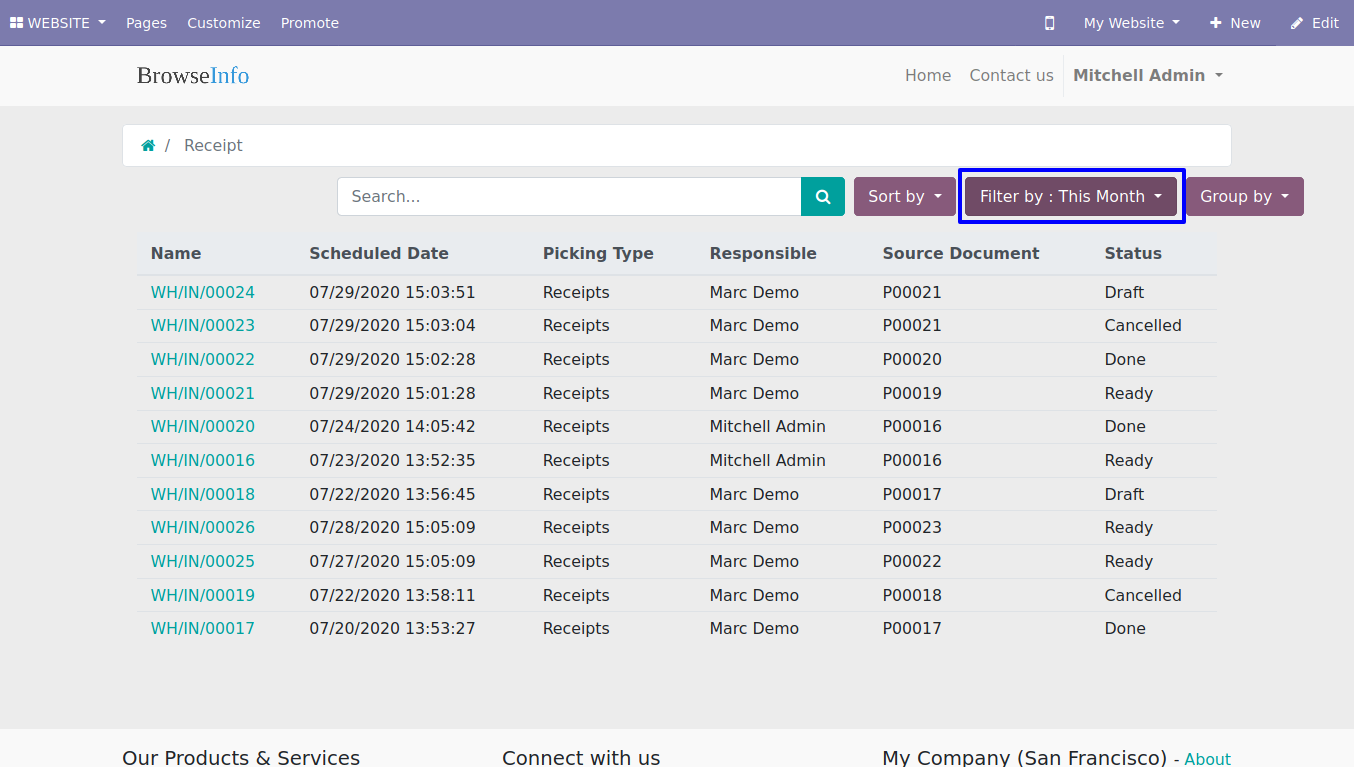 WEBSITE Pages Customize Promote My Website New Edit
BrowseInfo Home Contact us Mitchell Admin
/ Receipt
Search... Sort by Filter by : This Month Group by
Name Scheduled Date Picking Type Responsible Source Document Status
WH/IN/00024 07/29/2020 15:03:51 Receipts Marc Demo P00021 Draft
WH/IN/00023 07/29/2020 15:03:04 Receipts Marc Demo P00021 Cancelled
WH/IN/00022 07/29/2020 15:02:28 Receipts Marc Demo P00020 Done
WH/IN/00021 07/29/2020 15:01:28 Receipts Marc Demo P00019 Ready
WH/IN/00020 07/24/2020 14:05:42 Receipts Mitchell Admin P00016 Done
WH/IN/00016 07/23/2020 13:52:35 Receipts Mitchell Admin P00016 Ready
WH/IN/00018 07/22/2020 13:56:45 Receipts Marc Demo P00017 Draft
WH/IN/00026 07/28/2020 15:05:09 Receipts Marc Demo P00023 Ready
WH/IN/00025 07/27/2020 15:05:09 Receipts Marc Demo P00022 Ready
WH/IN/00019 07/22/2020 13:58:11 Receipts Marc Demo P00018 Cancelled
WH/IN/00017 07/20/2020 13:53:27 Receipts Marc Demo P00017 Done
Our Products & Services Connect with us My Company (San Francisco) - About